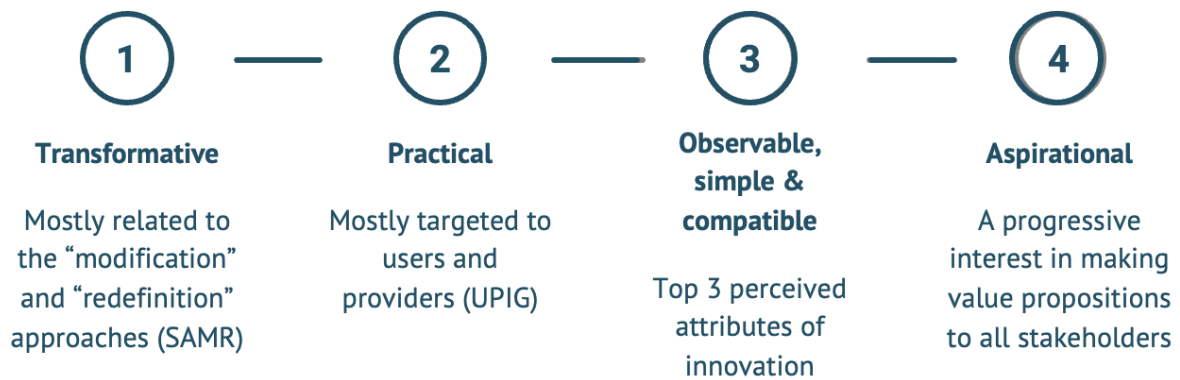 1
Transformative
Mostly related to
the “modification”
and “redefinition”
approaches (SAMR)
2
Practical
Mostly targeted to
users and
providers (UPIG)
3
Observable,
simple &
compatible
Top 3 perceived
attributes of
innovation
4
Aspirational
A progressive
interest in making
value propositions
to all stakeholders